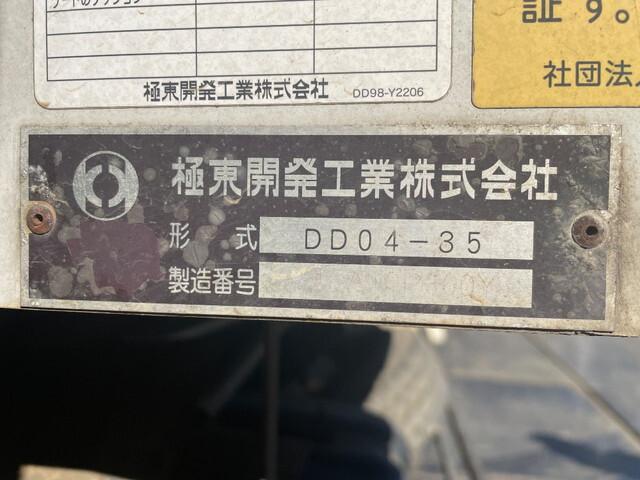 極東開発工業株式会社
DD98-Y2206
証す。
社団法
極東開発工業株式会社
形 式 DD04-35
製造番号